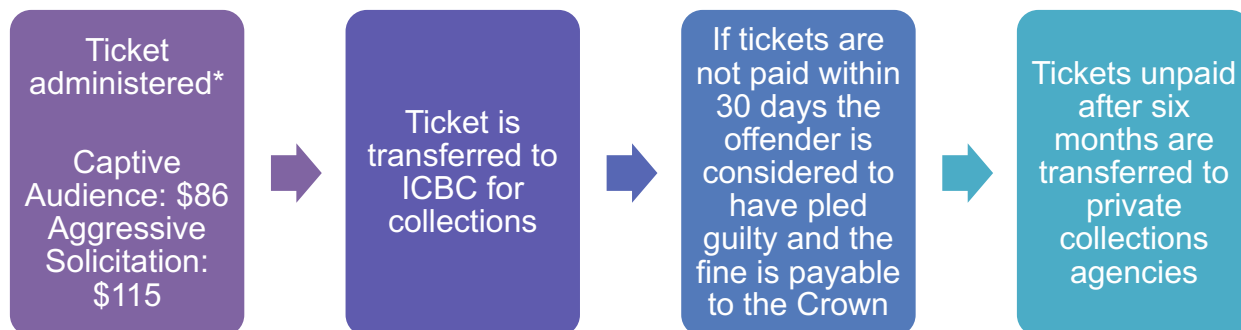 Ticket
administered*
Captive
Audience: $86
Aggressive
Solicitation:
$115
Ticket is
transferred to
ICBC for
collections
If tickets are
not paid within
30 days the
offender is
considered to
have pled
guilty and the
fine is payable
to the Crown
Tickets unpaid
after six
months are
transferred to
private
collections
agencies